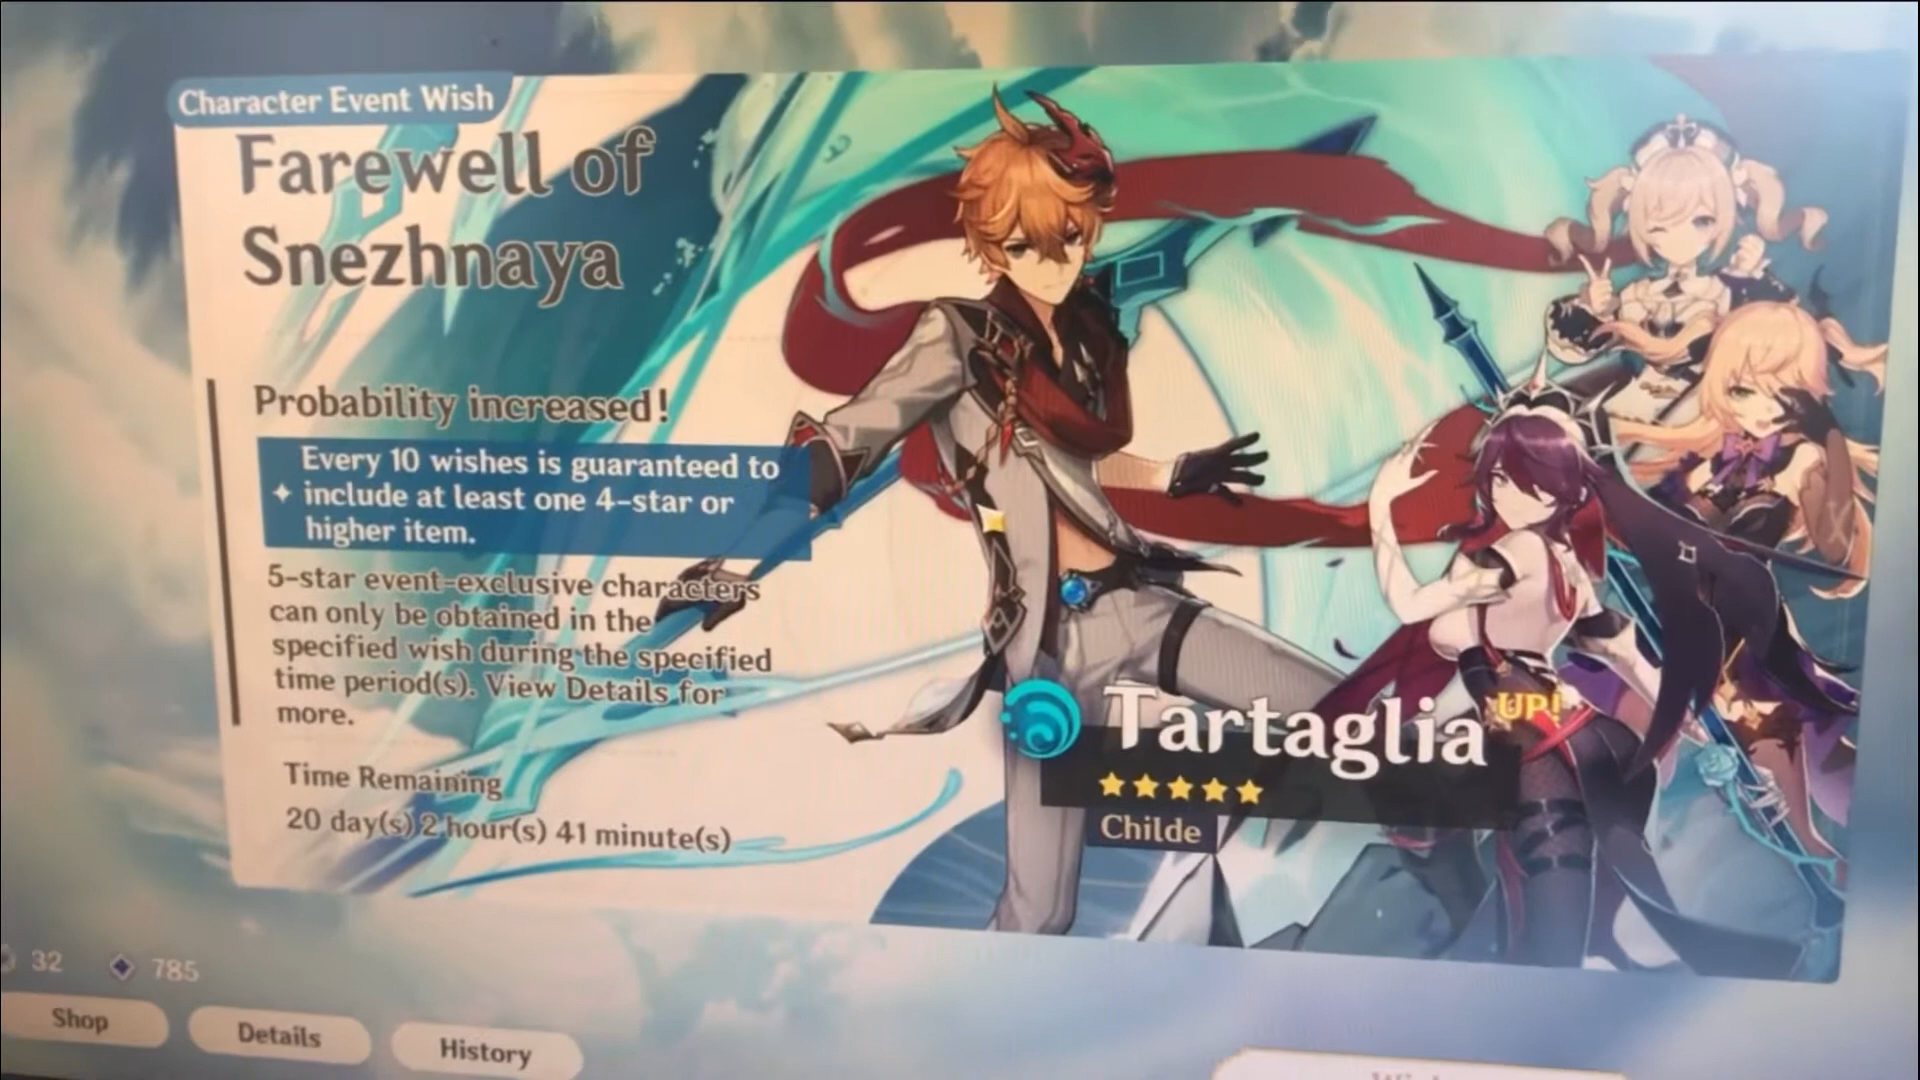 Character Event Wish
Farewell of
Snezhnaya
Probability increased!
Every 10 wishes is guaranteed to
include at least one 4-star or
higher item.
5-star event-exclusive characters
can only be obtained in the
specified wish during the specified
time period(s). View Details for
more.
Time Remaining
20 day(s) 2 hour(s) 41 minute(s)
Tartaglia
UP!
Childe
32
785
Shop
Details
History